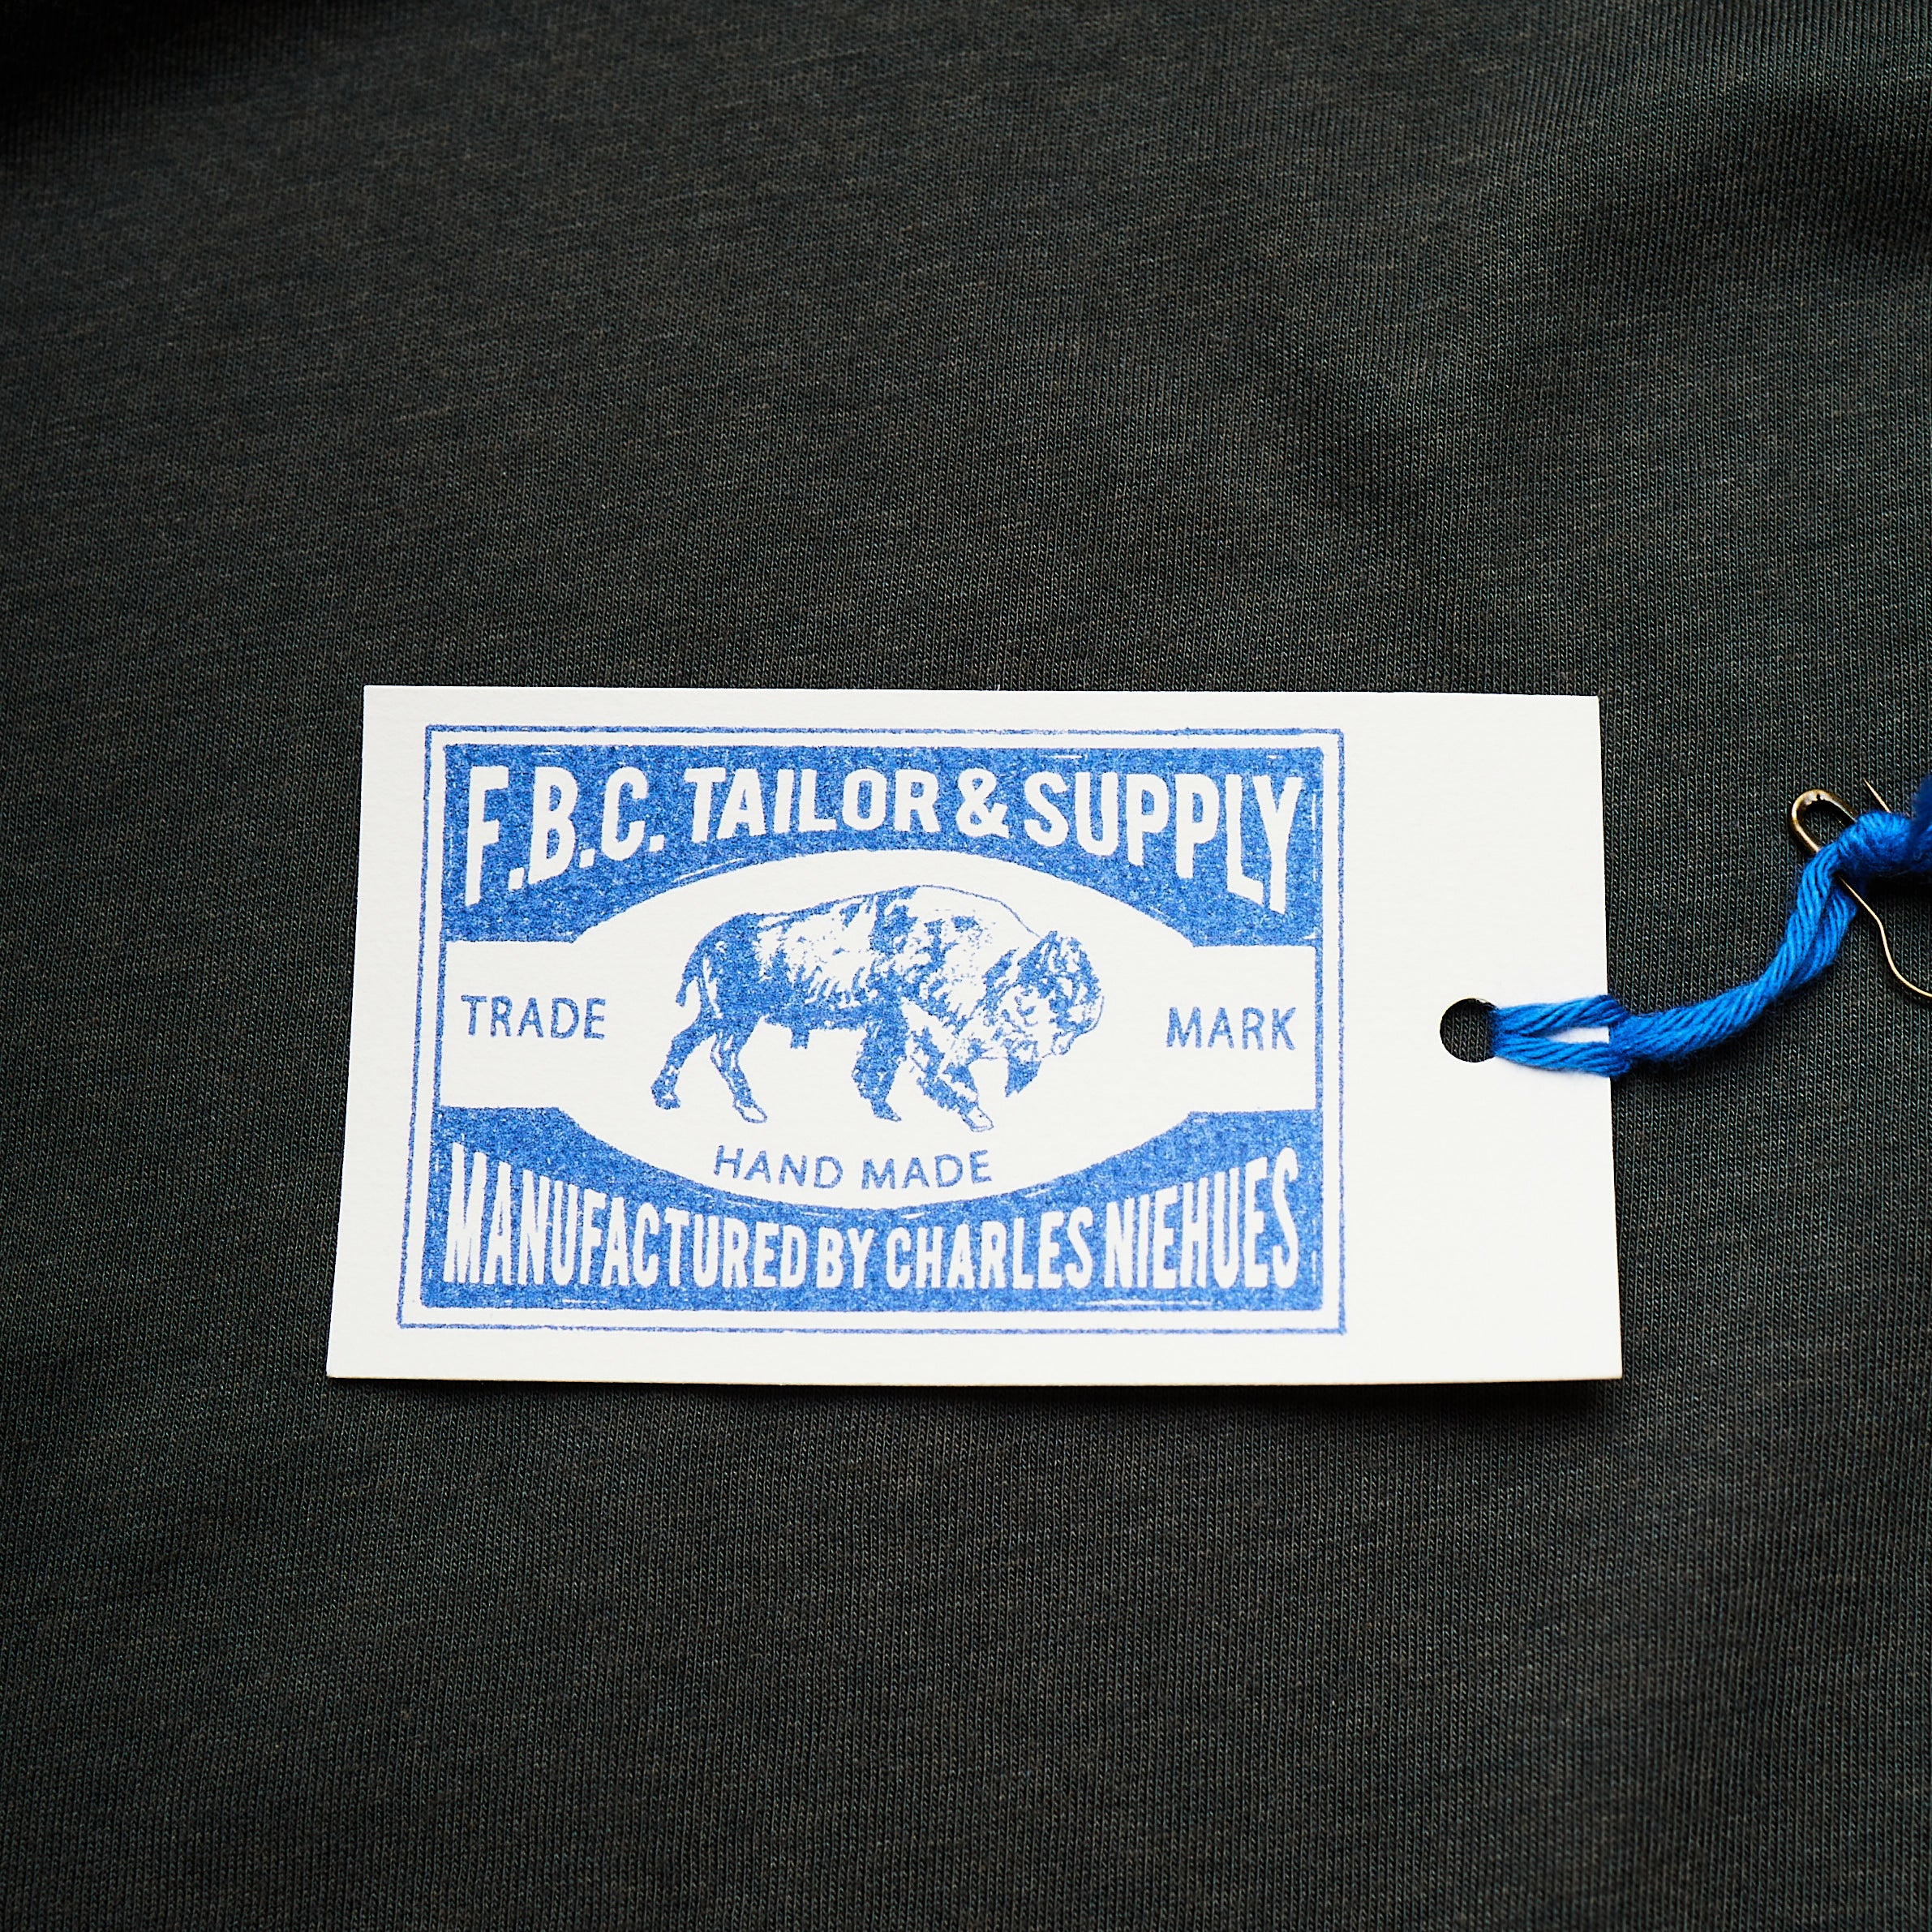 F.B.C. TAILOR & SUPPLY
TRADE MARK
HAND MADE
MANUFACTURED BY CHARLES NIEHUES